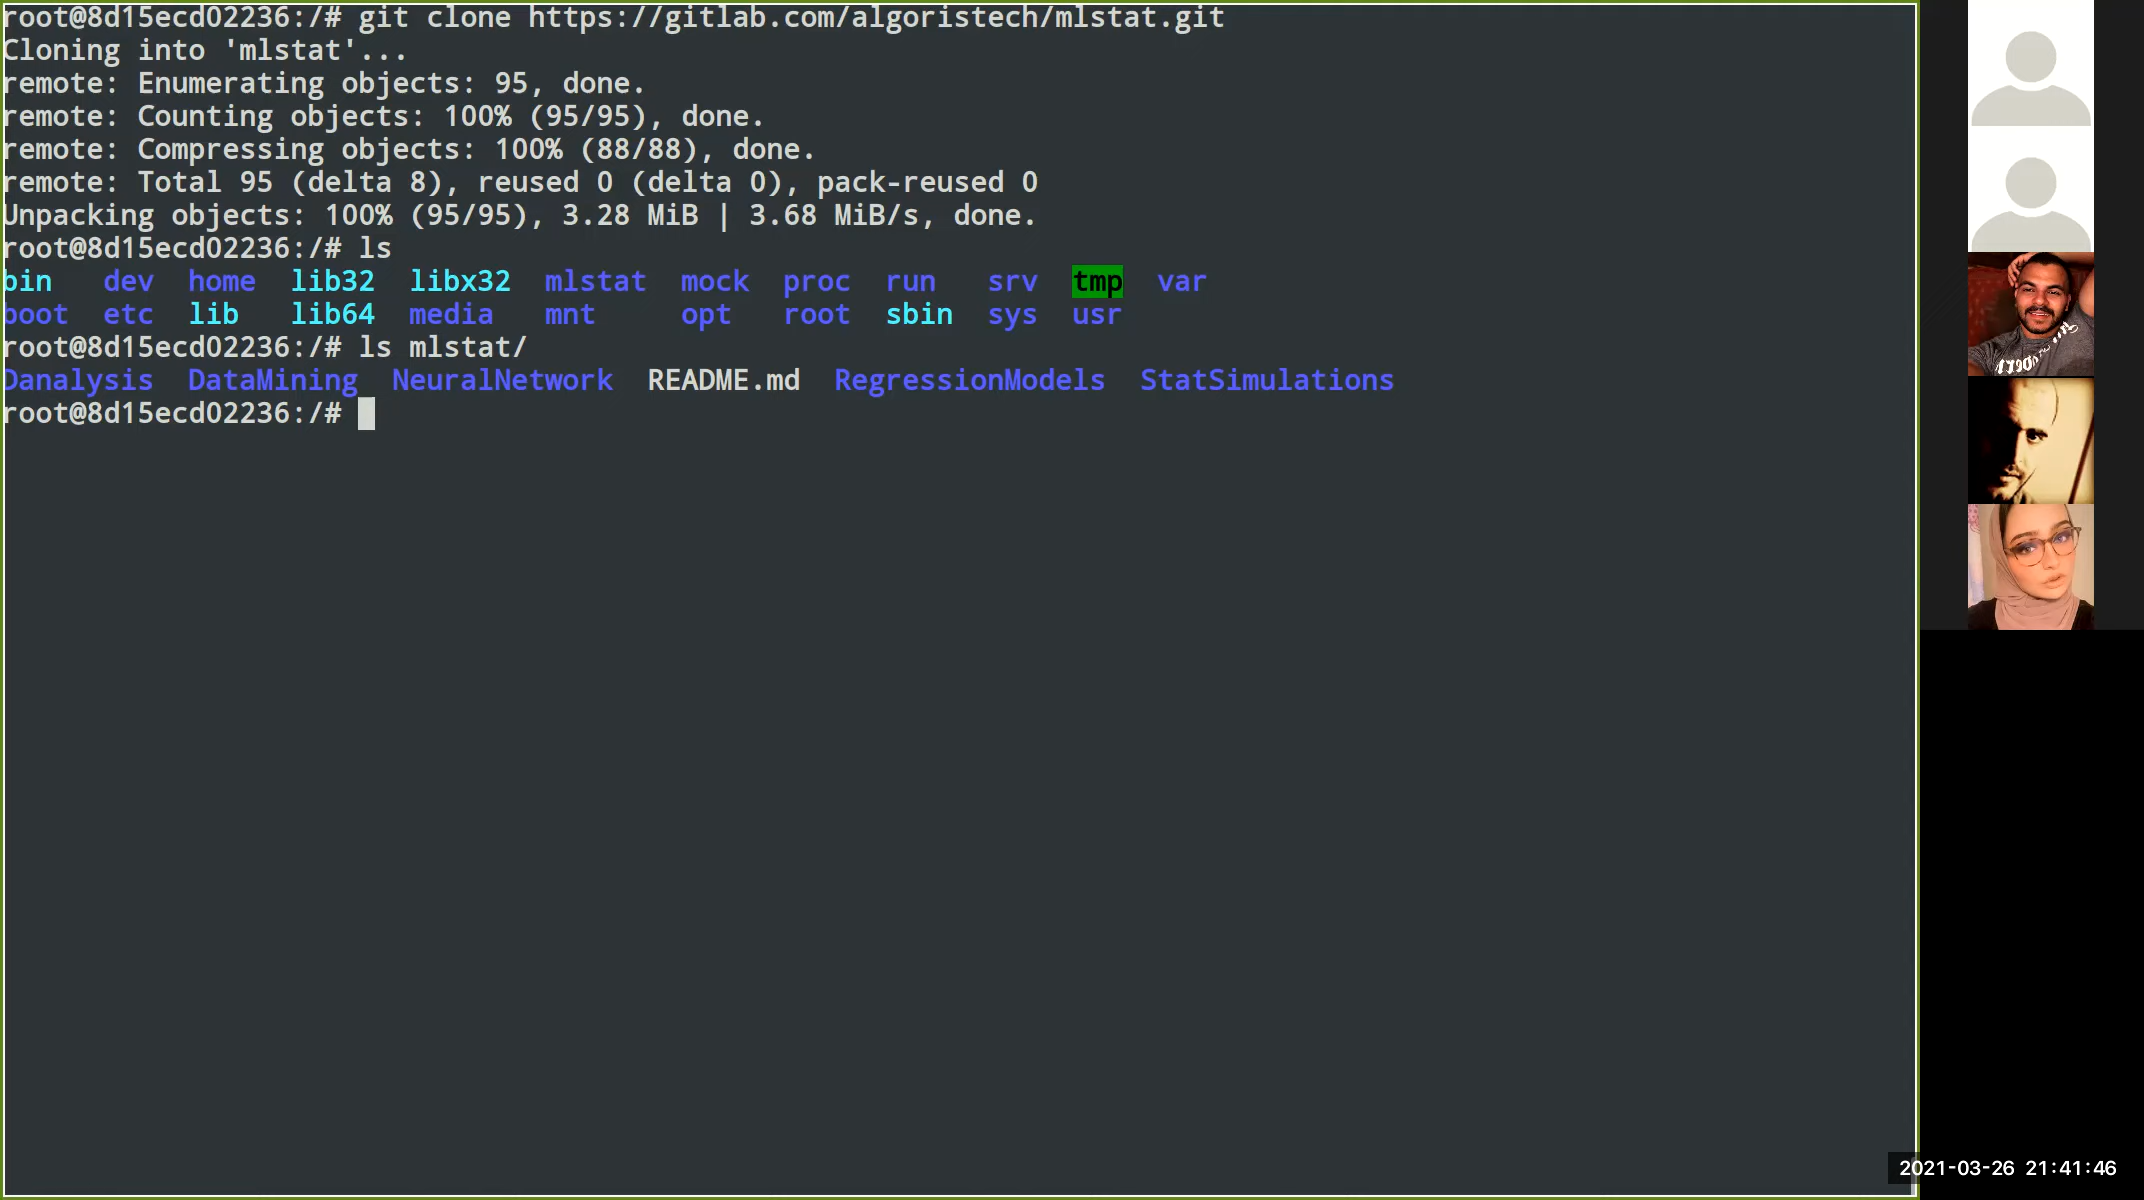 root@8d15ecd02236:/# git clone https://gitlab.com/algoristech/mlstat.git
Cloning into 'mlstat'...
remote: Enumerating objects: 95, done.
remote: Counting objects: 100% (95/95), done.
remote: Compressing objects: 100% (88/88), done.
remote: Total 95 (delta 8), reused 0 (delta 0), pack-reused 0
Unpacking objects: 100% (95/95), 3.28 MiB | 3.68 MiB/s, done.
root@8d15ecd02236:/# ls
bin dev home lib32 libx32 mlstat mock proc run srv tmp var
boot etc lib lib64 media mnt opt root sbin sys usr
root@8d15ecd02236:/# ls mlstat/
Danalysis DataMining NeuralNetwork README.md RegressionModels StatSimulations
root@8d15ecd02236:/#
2021-03-26 21:41:46